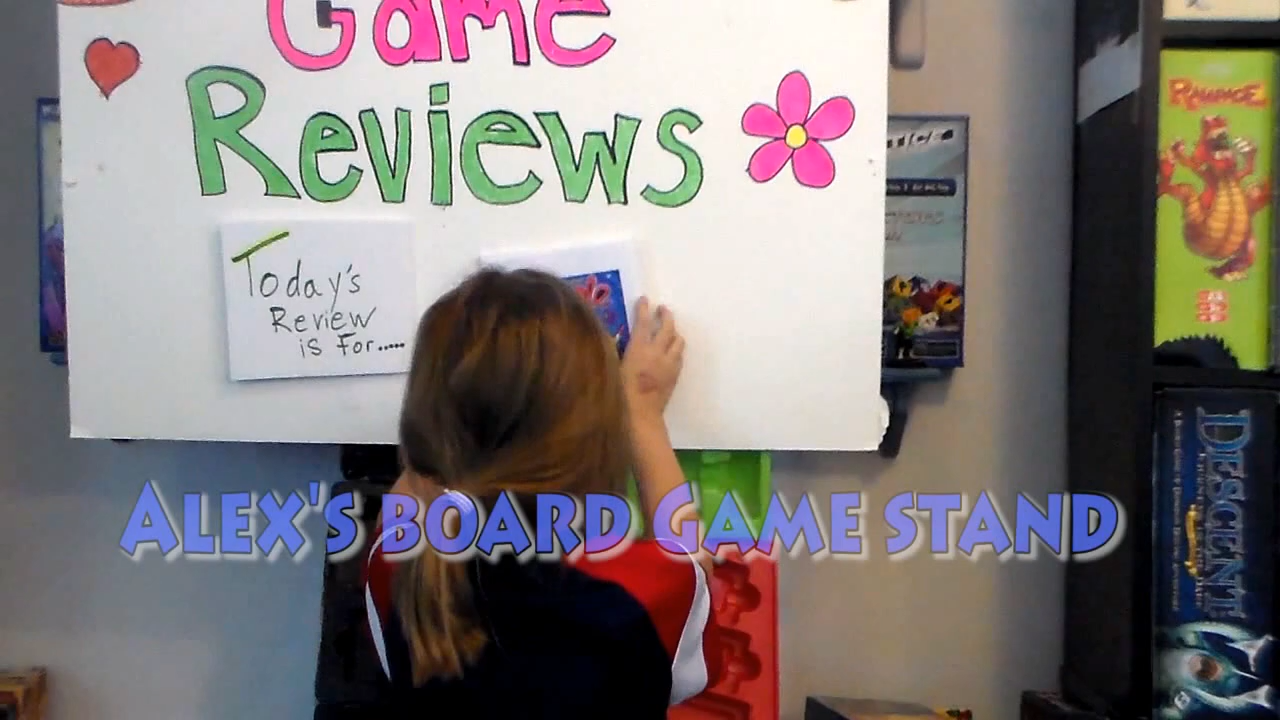 Game
Reviews
Today's
Review
is For.....
Alex's board Game stand
RAMPAGE
DESCENT